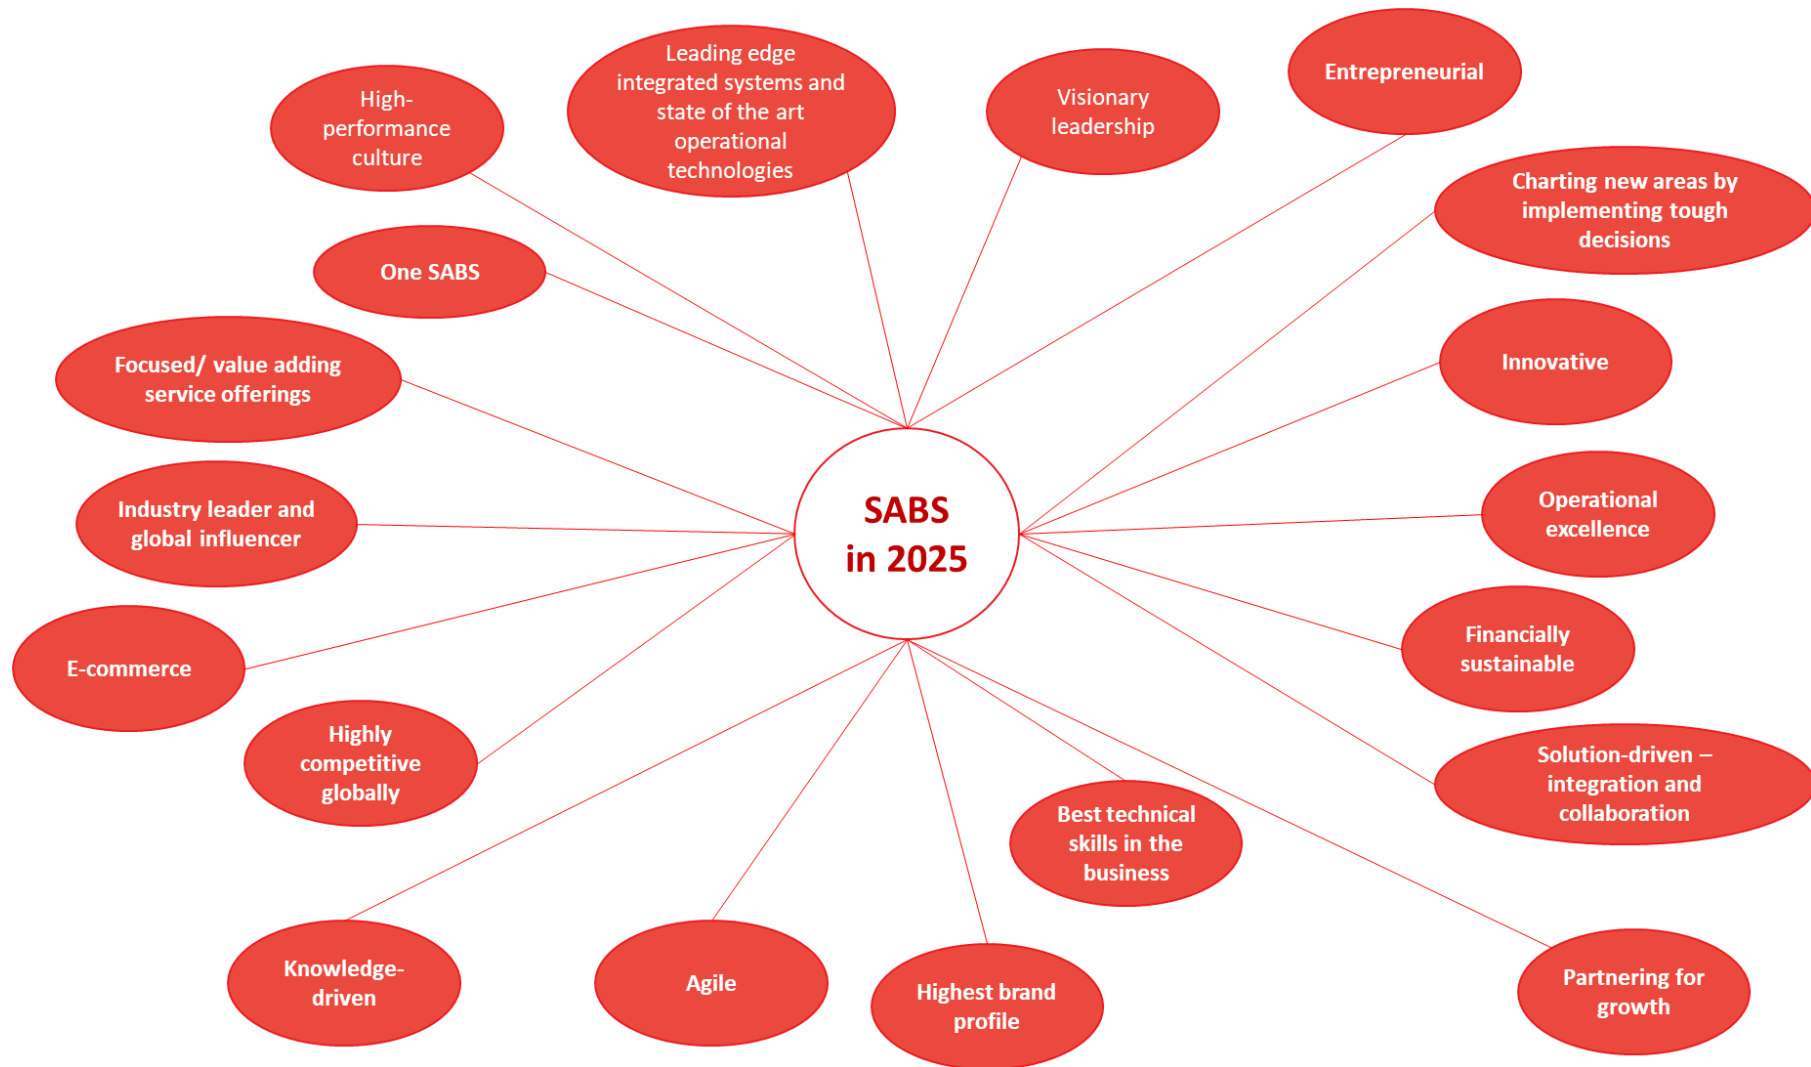 High-
performance
culture
Leading edge
integrated systems and
state of the art
operational
technologies
Visionary
leadership
Entrepreneurial
Charting new areas by
implementing tough
decisions
One SABS
Focused/ value adding
service offerings
Innovative
Industry leader and
global influencer
SABS
in 2025
Operational
excellence
E-commerce
Financially
sustainable
Highly
competitive
globally
Solution-driven –
integration and
collaboration
Best technical
skills in the
business
Knowledge-
driven
Agile
Highest brand
profile
Partnering for
growth